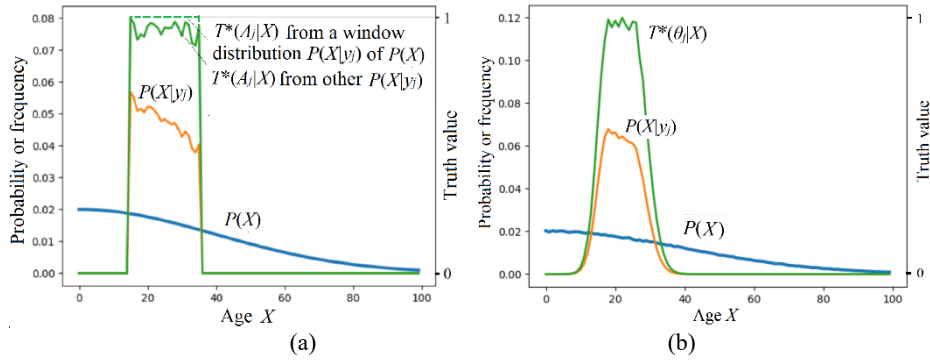 0.08
0.07
0.06
0.05
0.04
0.03
0.02
0.01
0.00
Probability or frequency
T*(Aj|X) from a window
distribution P(X|yj) of P(X)
T*(Aj|X) from other P(X|yj)
P(X|yj)
P(X)
1
Truth value
0
0 20 40 60 80 100
Age X
(a)
0.12
0.10
0.08
0.06
0.04
0.02
0.00
Probability or frequency
T*(θj|X)
P(X|yj)
P(X)
1
Truth value
0
0 20 40 60 80 100
Age X
(b)